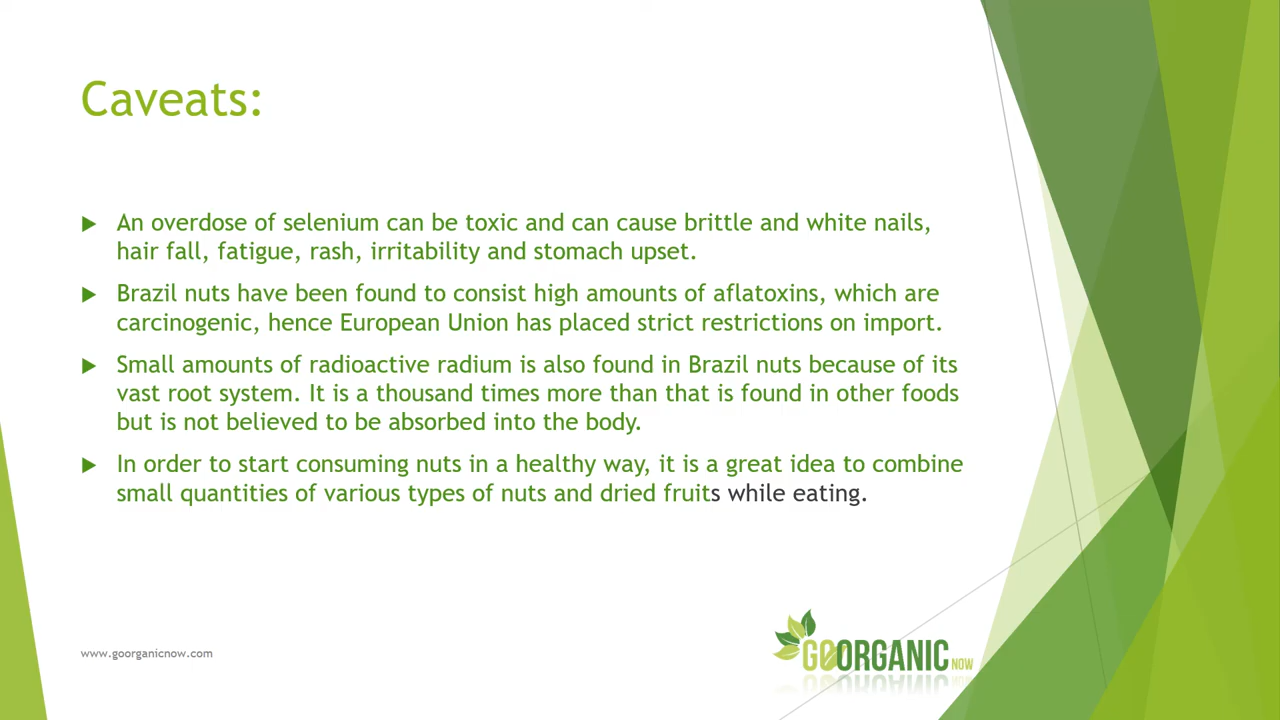 Caveats:
An overdose of selenium can be toxic and can cause brittle and white nails,
hair fall, fatigue, rash, irritability and stomach upset.
Brazil nuts have been found to consist high amounts of aflatoxins, which are
carcinogenic, hence European Union has placed strict restrictions on import.
Small amounts of radioactive radium is also found in Brazil nuts because of its
vast root system. It is a thousand times more than that is found in other foods
but is not believed to be absorbed into the body.
In order to start consuming nuts in a healthy way, it is a great idea to combine
small quantities of various types of nuts and dried fruits while eating.
www.goorganicnow.com
GOORGANIC NOW